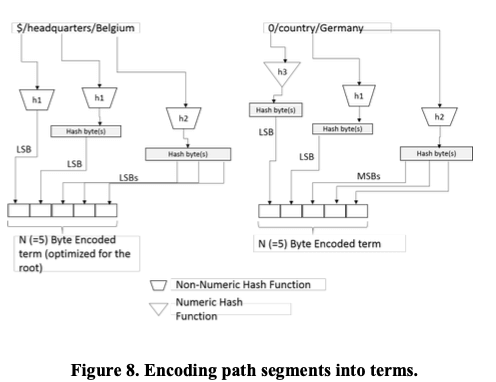 $/headquarters/Belgium
0/country/Germany
h1
h1
h2
Hash byte(s)
Hash byte(s)
LSB
LSB
LSBs
N (=5) Byte Encoded
term (optimized for the
root)
h3
h1
h2
Hash byte(s)
Hash byte(s)
Hash byte(s)
LSB
LSB
MSBs
N (=5) Byte Encoded term
Non-Numeric Hash Function
Numeric Hash
Function
Figure 8. Encoding path segments into terms.